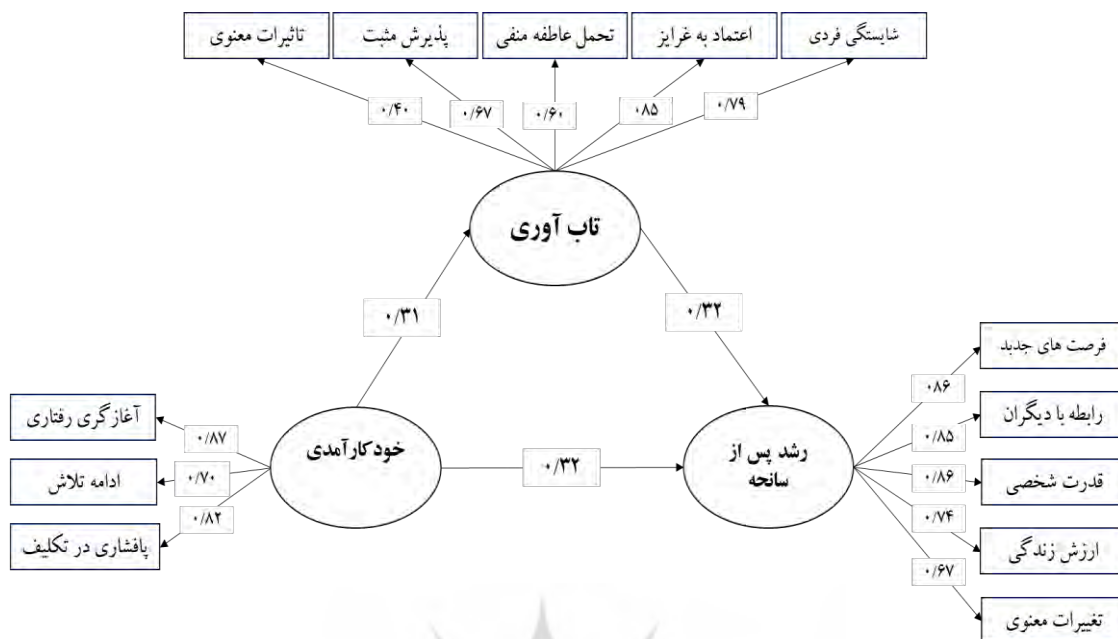 شایستگی فردی
اعتماد به غرایز
تحمل عاطفه منفی
پذیرش مثبت
تاثیرات معنوی
۰/۷۹
۰۸۵
۰/۶۰
۰/۶۷
۰/۴۰
تاب آوری
۰/۳۲
۰/۳۱
فرصت های جدید
۰۸۶
رابطه با دیگران
۰/۸۵
قدرت شخصی
۰/۸۶
ارزش زندگی
۰/۷۴
تغییرات معنوی
۰/۶۷
رشد پس از
سانحه
۰/۳۲
خودکارآمدی
آغازگری رفتاری
۰/۸۷
ادامه تلاش
۰/۷۰
پافشاری در تکلیف
۰/۸۲